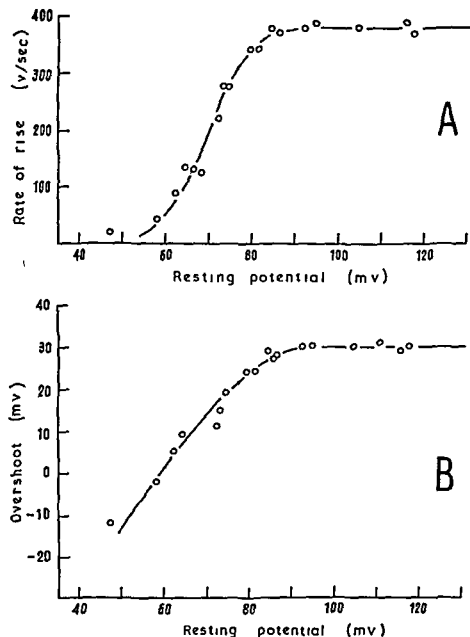 400
300
200
100
Rate of rise (v/sec)
A
40 60 80 100 120
Resting potential (mv)
40
30
20
10
0
-10
-20
Overshoot (mv)
B
40 60 80 100 120
Resting potential (mv)